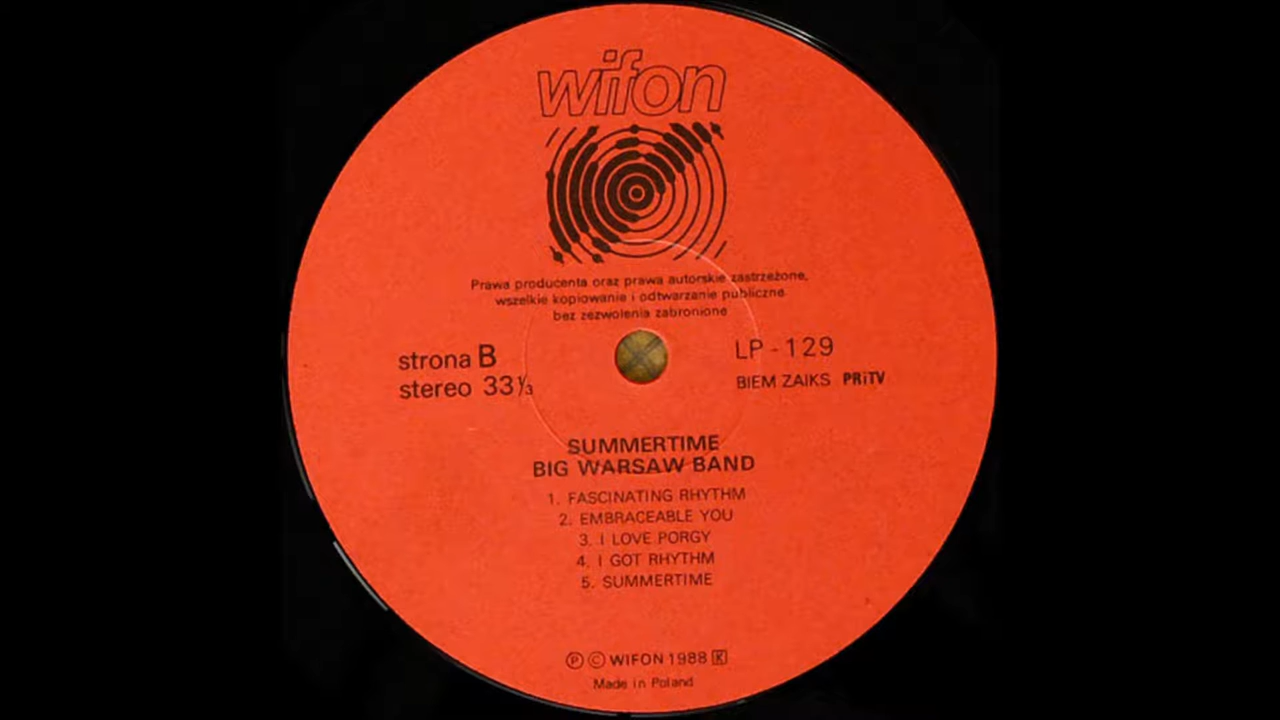 wifon
Prawa producenta oraz prawa autorskie zastrzeżone,
wszelkie kopiowanie i odtwarzanie publiczne
bez zezwolenia zabronione
strona B
stereo 33⅓
LP - 129
BIEM ZAIKS PRiTV
SUMMERTIME
BIG WARSAW BAND
1. FASCINATING RHYTHM
2. EMBRACEABLE YOU
3. I LOVE PORGY
4. I GOT RHYTHM
5. SUMMERTIME
Ⓟ Ⓒ WIFON 1988 K
Made in Poland